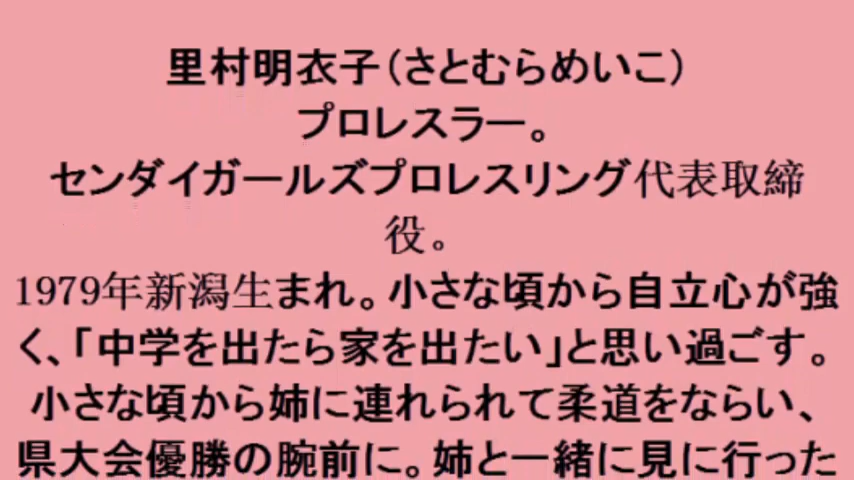 里村明衣子（さとむらめいこ）
プロレスラー。
センダイガールズプロレスリング代表取締
役。
1979年新潟生まれ。小さな頃から自立心が強
く、「中学を出たら家を出たい」と思い過ごす。
小さな頃から姉に連れられて柔道をならい、
県大会優勝の腕前に。姉と一緒に見に行った